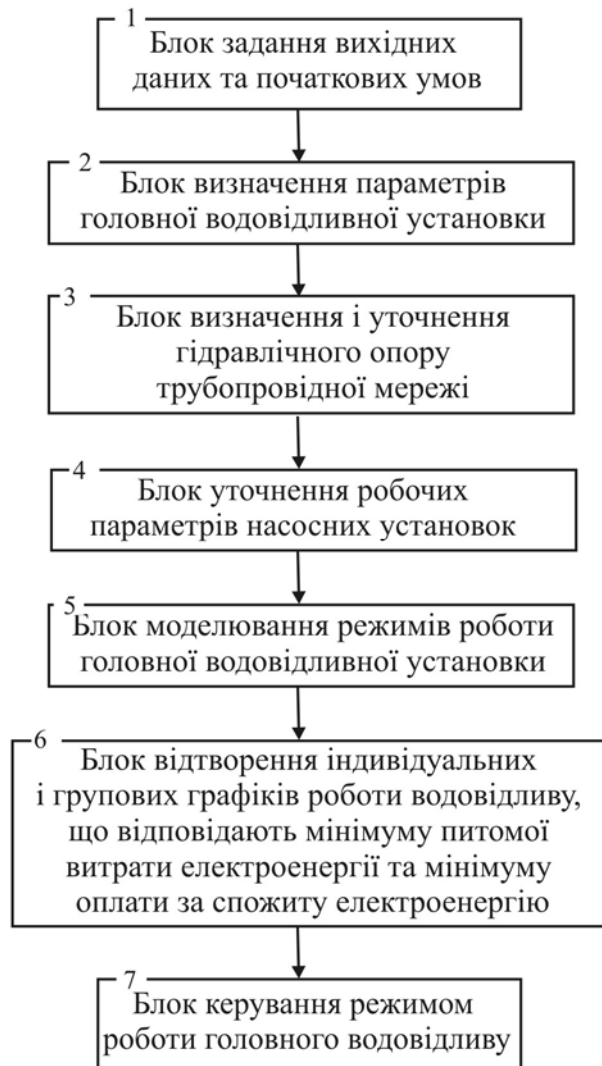 1
Блок задання вихідних
даних та початкових умов
2
Блок визначення параметрів
головної водовідливної установки
3
Блок визначення і уточнення
гідравлічного опору
трубопровідної мережі
4
Блок уточнення робочих
параметрів насосних установок
5
Блок моделювання режимів роботи
головної водовідливної установки
6
Блок відтворення індивідуальних
і групових графіків роботи водовідливу,
що відповідають мінімуму питомої
витрати електроенергії та мінімуму
оплати за спожиту електроенергію
7
Блок керування режимом
роботи головного водовідливу